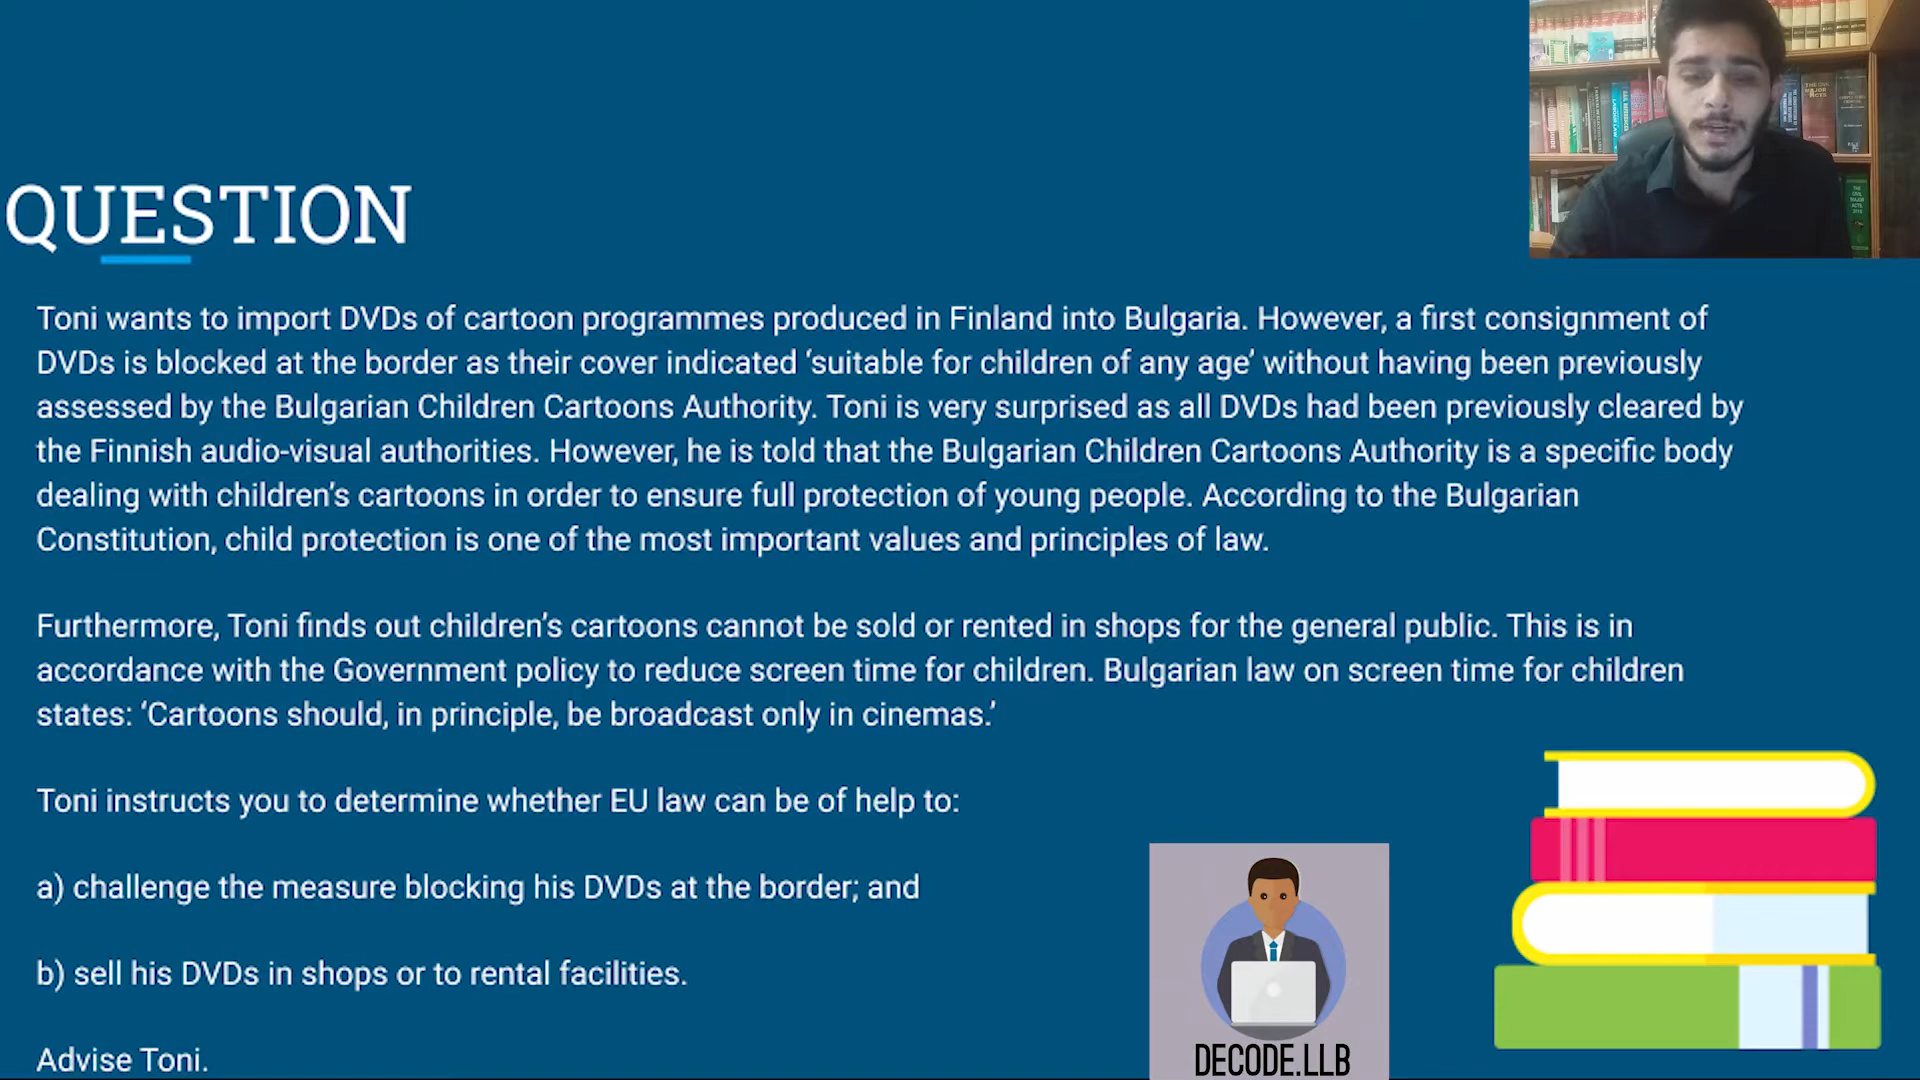 QUESTION
Toni wants to import DVDs of cartoon programmes produced in Finland into Bulgaria. However, a first consignment of
DVDs is blocked at the border as their cover indicated ‘suitable for children of any age’ without having been previously
assessed by the Bulgarian Children Cartoons Authority. Toni is very surprised as all DVDs had been previously cleared by
the Finnish audio-visual authorities. However, he is told that the Bulgarian Children Cartoons Authority is a specific body
dealing with children’s cartoons in order to ensure full protection of young people. According to the Bulgarian
Constitution, child protection is one of the most important values and principles of law.
Furthermore, Toni finds out children’s cartoons cannot be sold or rented in shops for the general public. This is in
accordance with the Government policy to reduce screen time for children. Bulgarian law on screen time for children
states: ‘Cartoons should, in principle, be broadcast only in cinemas.’
Toni instructs you to determine whether EU law can be of help to:
a) challenge the measure blocking his DVDs at the border; and
b) sell his DVDs in shops or to rental facilities.
Advise Toni.
DECODE.LLB